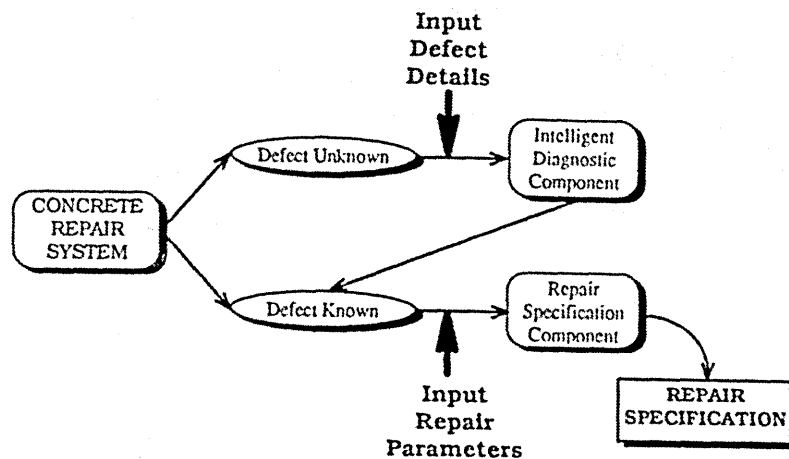 Input
Defect
Details
Defect Unknown
Intelligent
Diagnostic
Component
CONCRETE
REPAIR
SYSTEM
Defect Known
Repair
Specification
Component
Input
Repair
Parameters
REPAIR
SPECIFICATION